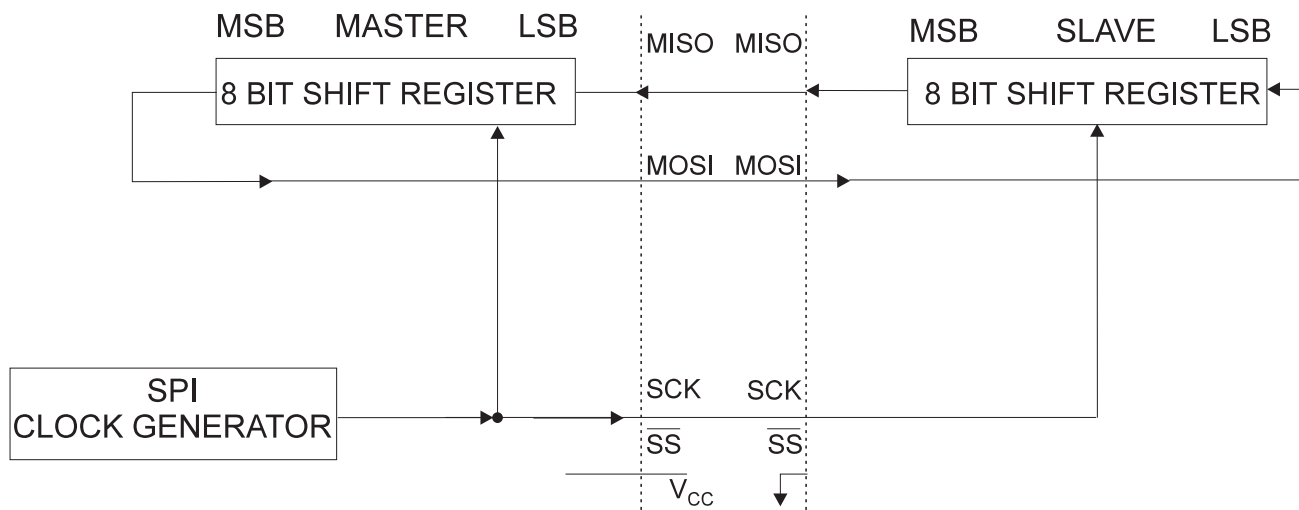 MSB MASTER LSB
MISO MISO
MSB SLAVE LSB
8 BIT SHIFT REGISTER
8 BIT SHIFT REGISTER
MOSI MOSI
SPI
CLOCK GENERATOR
SCK SCK
SS SS
VCC